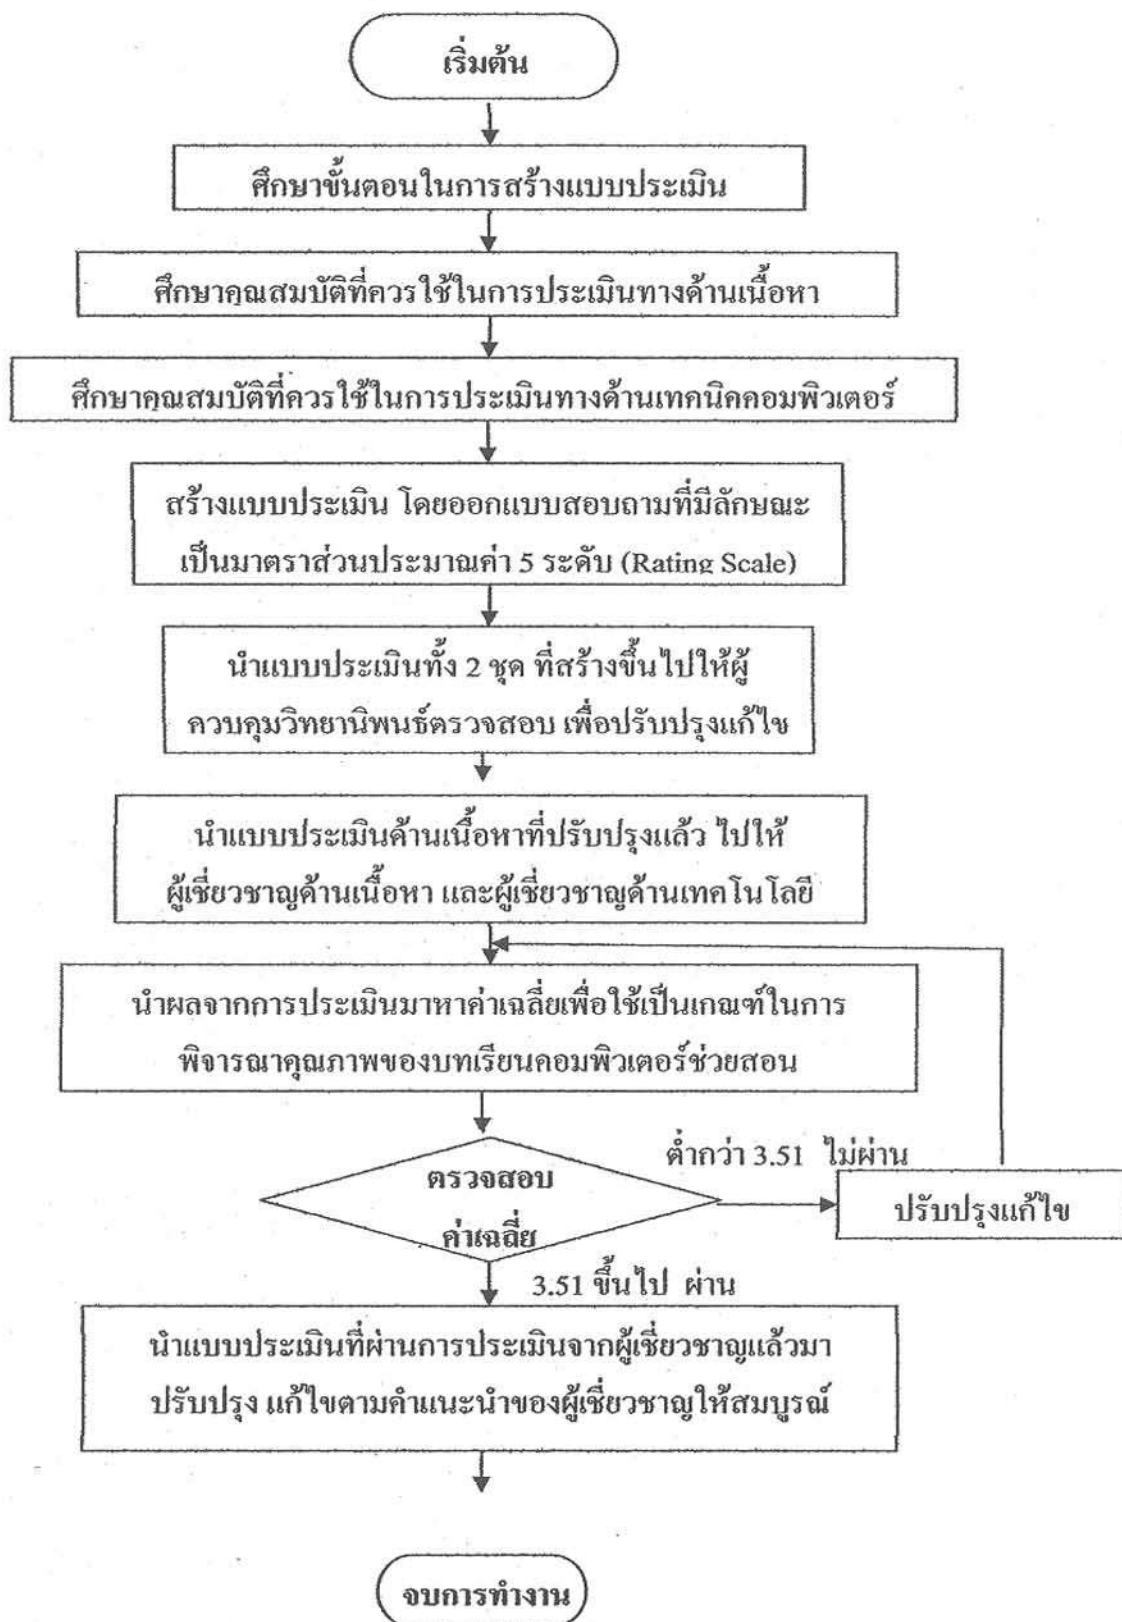 เริ่มต้น
ศึกษาขั้นตอนในการสร้างแบบประเมิน
ศึกษาคุณสมบัติที่ควรใช้ในการประเมินทางด้านเนื้อหา
ศึกษาคุณสมบัติที่ควรใช้ในการประเมินทางด้านเทคนิคคอมพิวเตอร์
สร้างแบบประเมิน โดยออกแบบสอบถามที่มีลักษณะ
เป็นมาตราส่วนประมาณค่า 5 ระดับ (Rating Scale)
นำแบบประเมินทั้ง 2 ชุด ที่สร้างขึ้นไปให้ผู้
ควบคุมวิทยานิพนธ์ตรวจสอบ เพื่อปรับปรุงแก้ไข
นำแบบประเมินด้านเนื้อหาที่ปรับปรุงแล้ว ไปให้
ผู้เชี่ยวชาญด้านเนื้อหา และผู้เชี่ยวชาญด้านเทคโนโลยี
นำผลจากการประเมินมาหาค่าเฉลี่ยเพื่อใช้เป็นเกณฑ์ในการ
พิจารณาคุณภาพของบทเรียนคอมพิวเตอร์ช่วยสอน
ตรวจสอบ
ค่าเฉลี่ย
ต่ำกว่า 3.51 ไม่ผ่าน
ปรับปรุงแก้ไข
3.51 ขึ้นไป ผ่าน
นำแบบประเมินที่ผ่านการประเมินจากผู้เชี่ยวชาญแล้วมา
ปรับปรุง แก้ไขตามคำแนะนำของผู้เชี่ยวชาญให้สมบูรณ์
จบการทำงาน